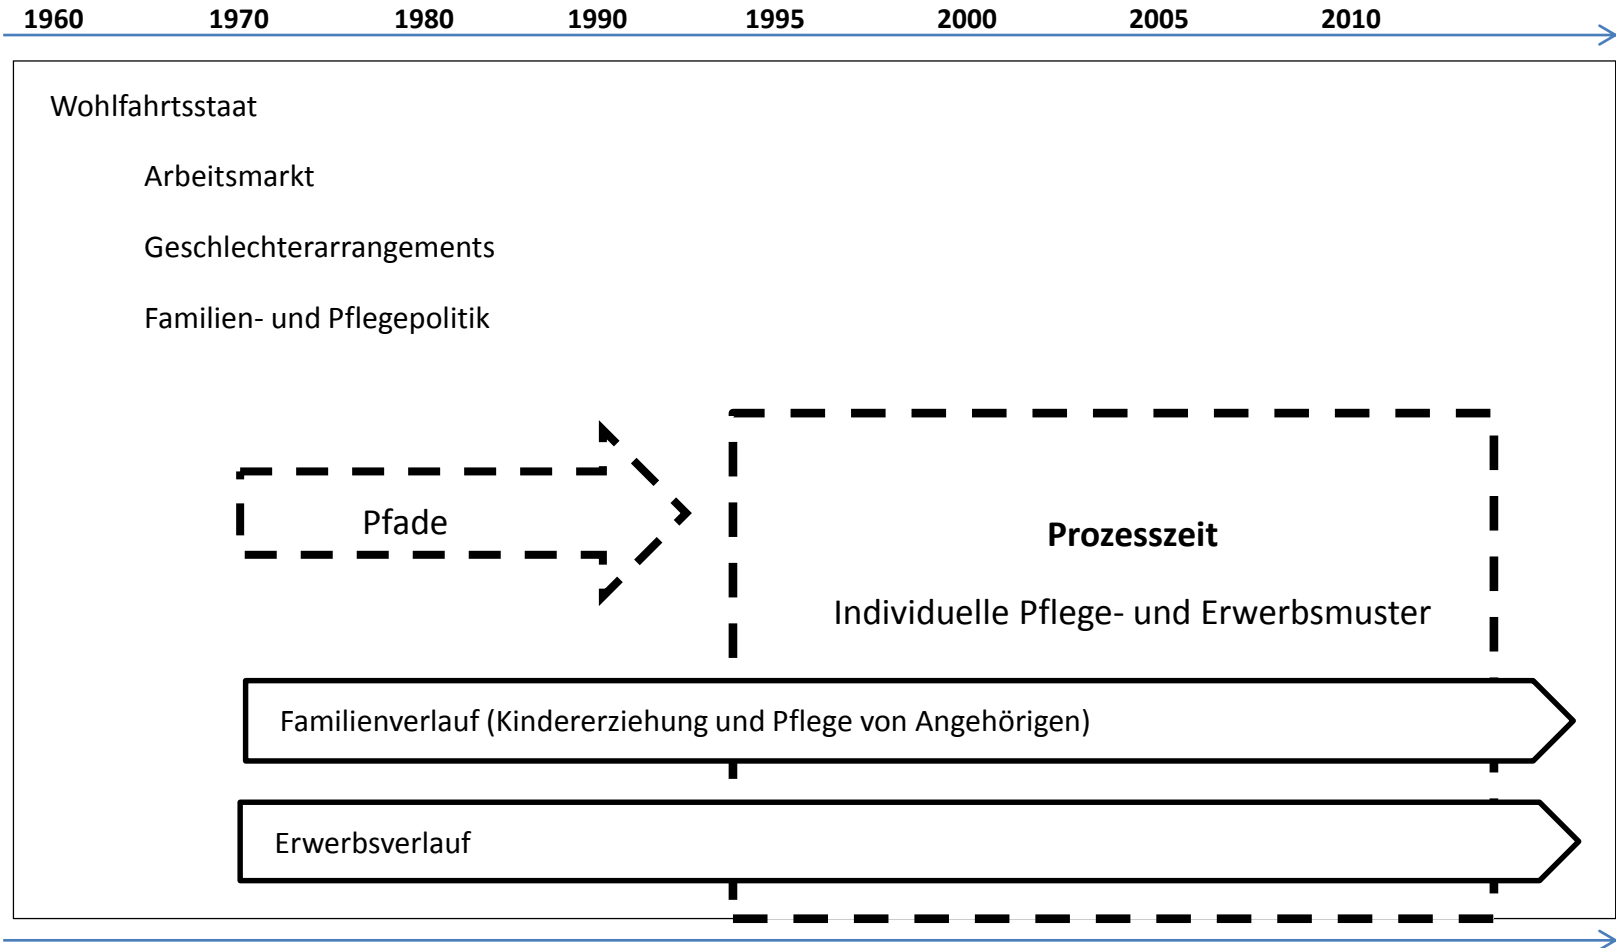 1960 1970 1980 1990 1995 2000 2005 2010
Wohlfahrtsstaat
Arbeitsmarkt
Geschlechterarrangements
Familien- und Pflegepolitik
Pfade
Prozesszeit
Individuelle Pflege- und Erwerbsmuster
Familienverlauf (Kindererziehung und Pflege von Angehörigen)
Erwerbsverlauf